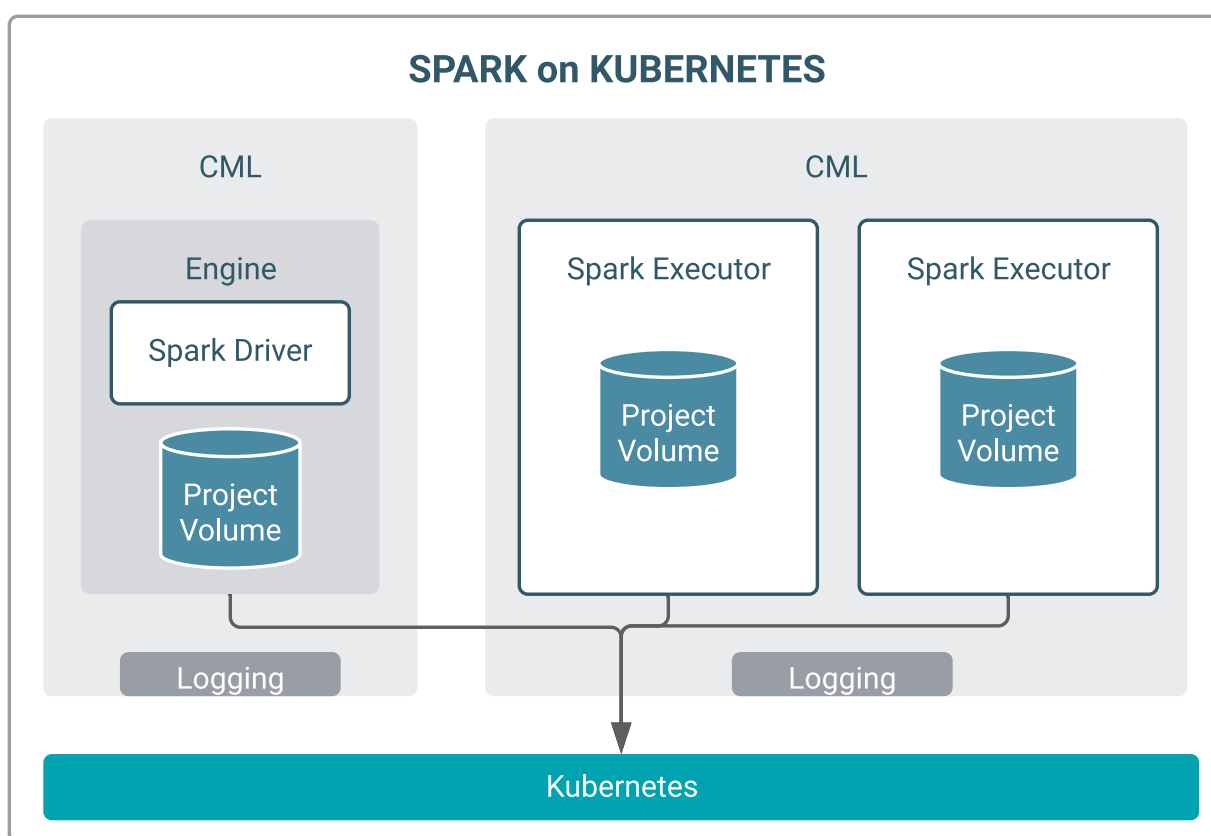 SPARK on KUBERNETES
CML
Engine
Spark Driver
Project
Volume
Logging
CML
Spark Executor
Project
Volume
Spark Executor
Project
Volume
Logging
Kubernetes